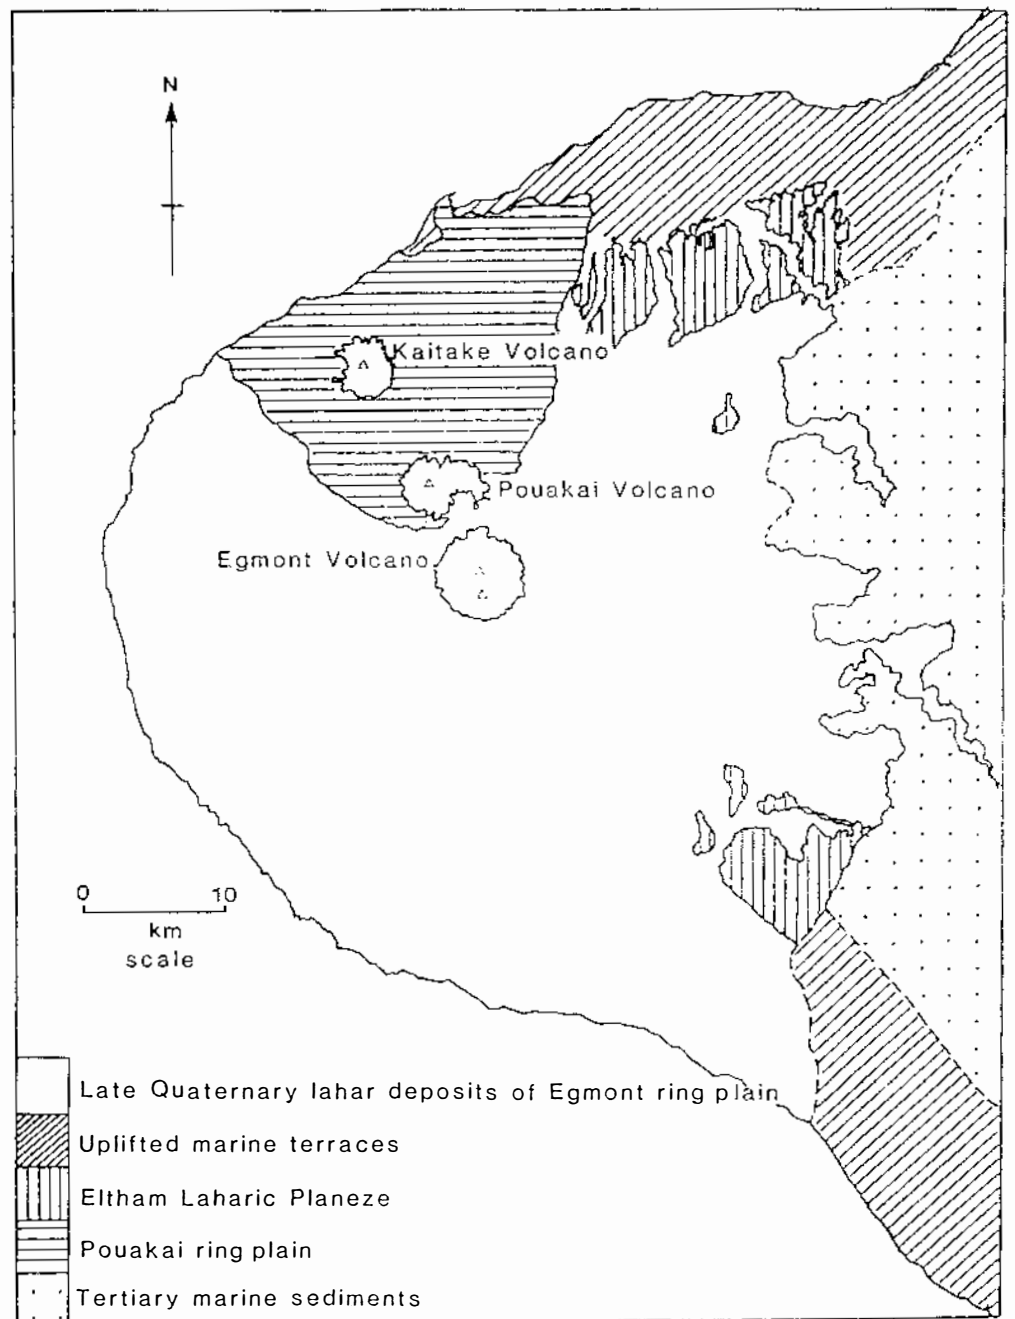 N
Kaitake Volcano
Pouakai Volcano
Egmont Volcano
0 10
km
scale
Late Quaternary lahar deposits of Egmont ring plain
Uplifted marine terraces
Eltham Laharic Planeze
Pouakai ring plain
Tertiary marine sediments